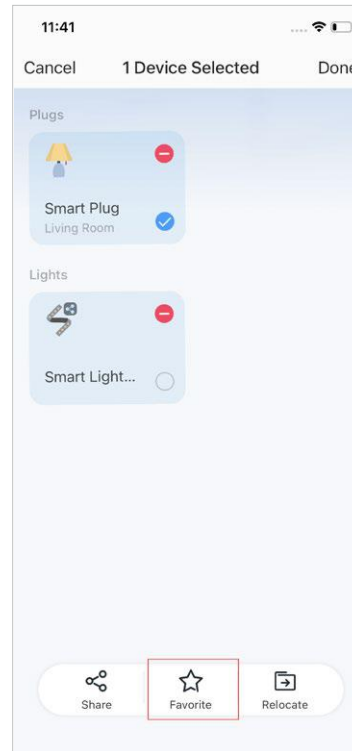 11:41
Cancel 1 Device Selected Done
Plugs
Smart Plug
Living Room
Lights
Smart Light...
Share Favorite Relocate